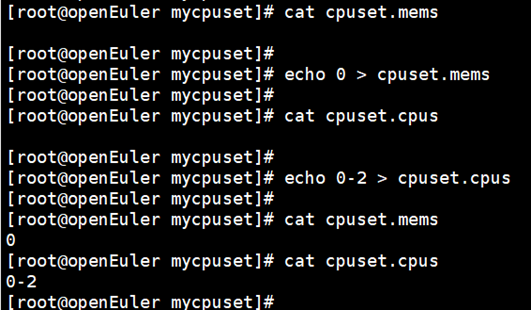 [root@openEuler mycpuset]# cat cpuset.mems

[root@openEuler mycpuset]#
[root@openEuler mycpuset]# echo 0 > cpuset.mems
[root@openEuler mycpuset]#
[root@openEuler mycpuset]# cat cpuset.cpus

[root@openEuler mycpuset]#
[root@openEuler mycpuset]# echo 0-2 > cpuset.cpus
[root@openEuler mycpuset]#
[root@openEuler mycpuset]# cat cpuset.mems
0
[root@openEuler mycpuset]# cat cpuset.cpus
0-2
[root@openEuler mycpuset]#